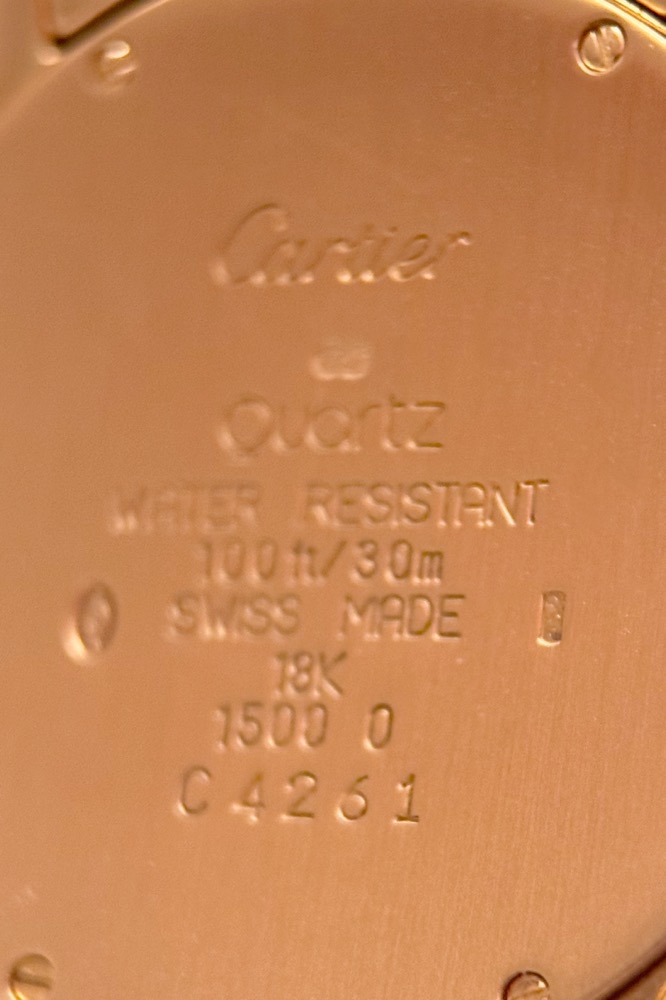 Cartier
Quartz
WATER RESISTANT
100ft/30m
SWISS MADE
18K
1500 0
C4261